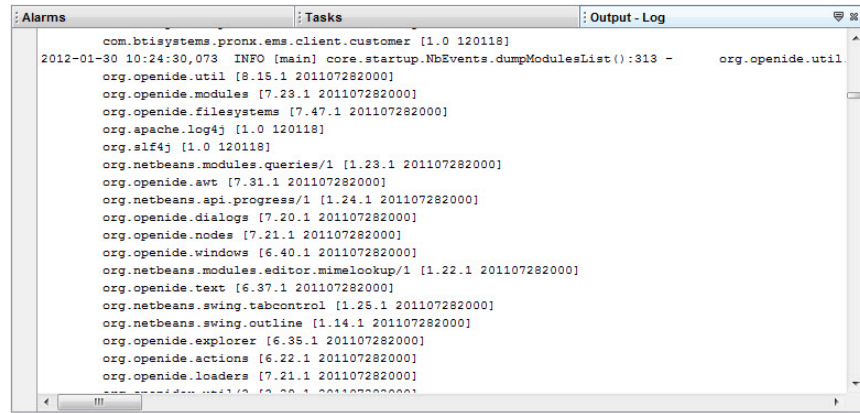 Alarms
Tasks
Output - Log
com.btisystems.pronx.ems.client.customer [1.0 120118]
2012-01-30 10:24:30,073 INFO [main] core.startup.NbEvents.dumpModulesList():313 - org.openide.util
org.openide.util [8.15.1 201107282000]
org.openide.modules [7.23.1 201107282000]
org.openide.filesystems [7.47.1 201107282000]
org.apache.log4j [1.0 120118]
org.slf4j [1.0 120118]
org.netbeans.modules.queries/1 [1.23.1 201107282000]
org.openide.awt [7.31.1 201107282000]
org.netbeans.api.progress/1 [1.24.1 201107282000]
org.openide.dialogs [7.20.1 201107282000]
org.openide.nodes [7.21.1 201107282000]
org.openide.windows [6.40.1 201107282000]
org.netbeans.modules.editor.mimelookup/1 [1.22.1 201107282000]
org.openide.text [6.37.1 201107282000]
org.netbeans.swing.tabcontrol [1.25.1 201107282000]
org.netbeans.swing.outline [1.14.1 201107282000]
org.openide.explorer [6.35.1 201107282000]
org.openide.actions [6.22.1 201107282000]
org.openide.loaders [7.21.1 201107282000]